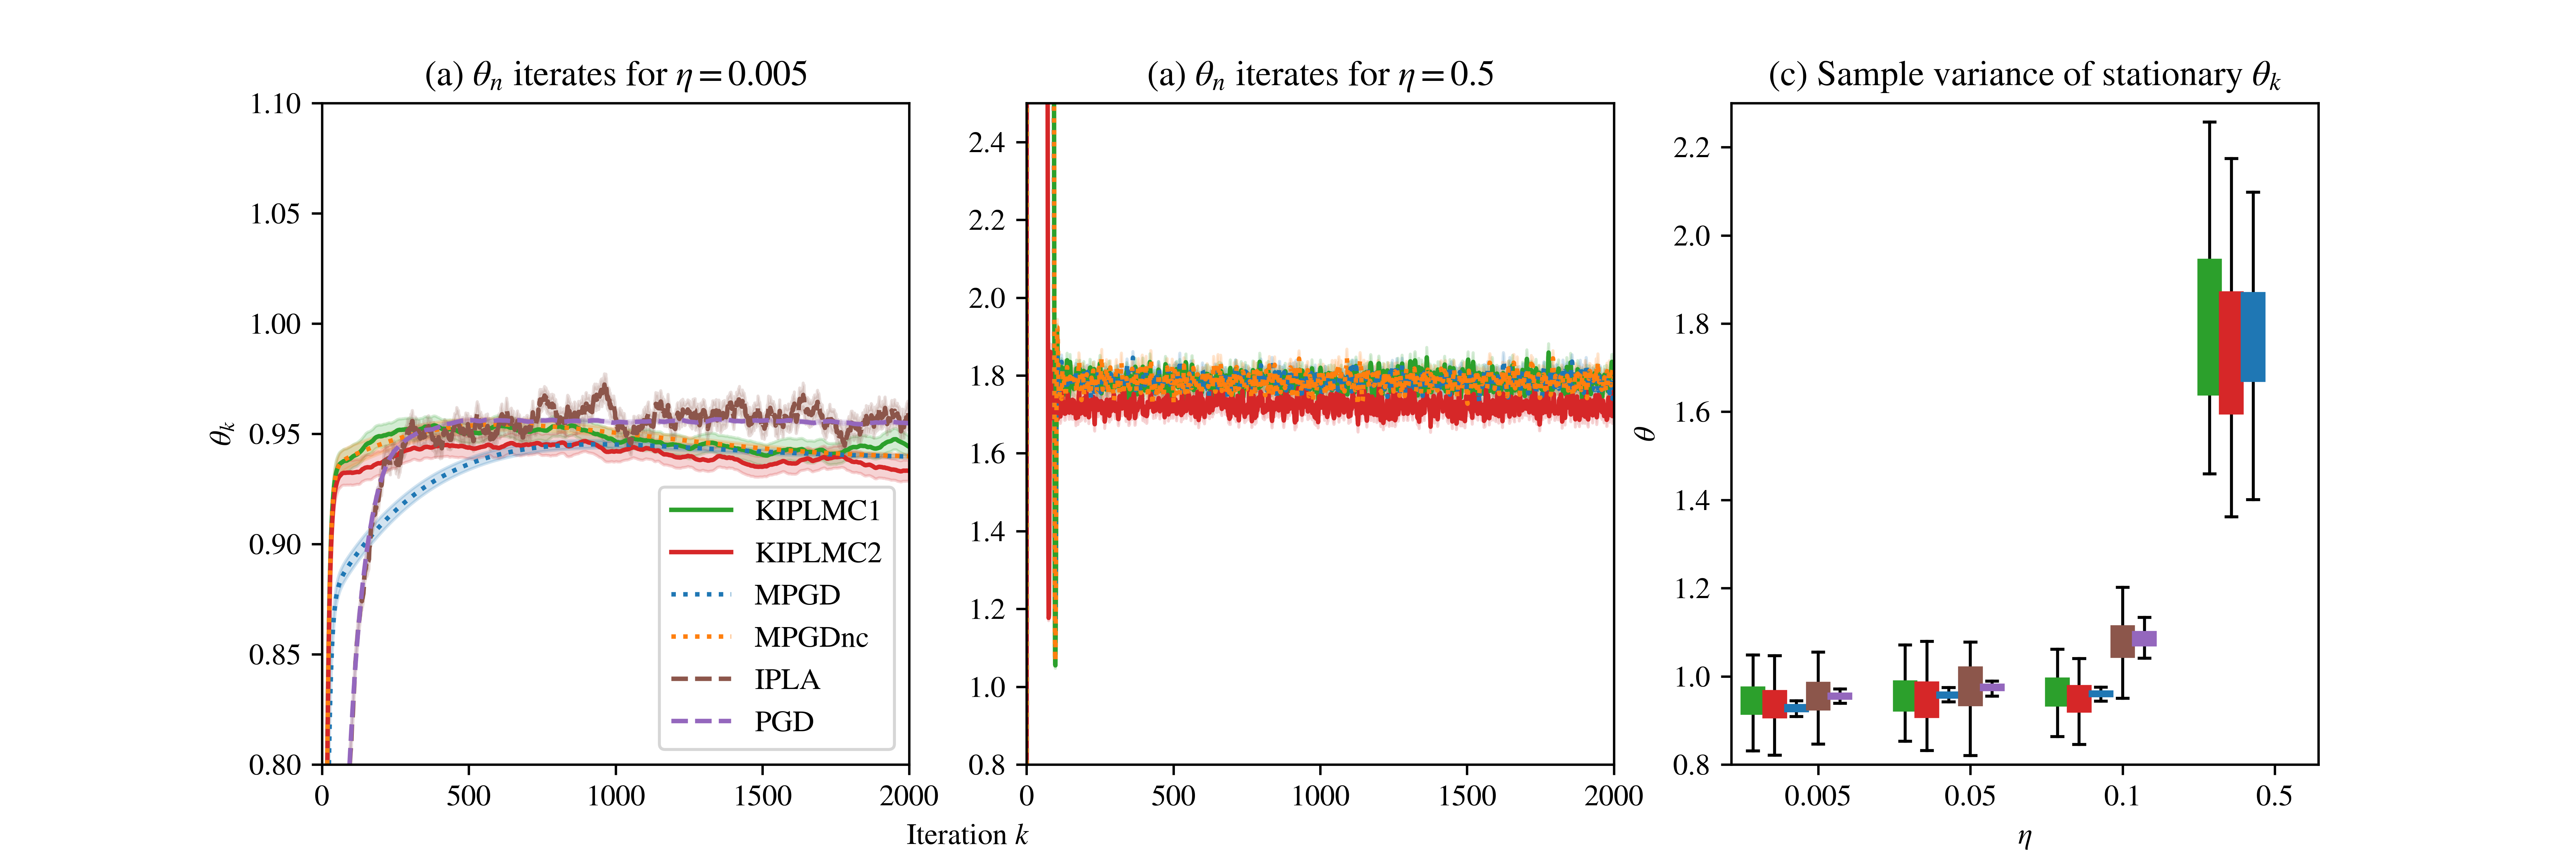 (a) θₙ iterates for η = 0.005
1.10
1.05
1.00
0.95
0.90
0.85
0.80
θₖ
0
500
1000
1500
2000
KIPLMC1
KIPLMC2
MPGD
MPGDnc
IPLA
PGD
Iteration k
(a) θₙ iterates for η = 0.5
2.4
2.2
2.0
1.8
1.6
1.4
1.2
1.0
0.8
0
500
1000
1500
2000
(c) Sample variance of stationary θₖ
2.2
2.0
1.8
1.6
1.4
1.2
1.0
0.8
θ
0.005
0.05
0.1
0.5
η